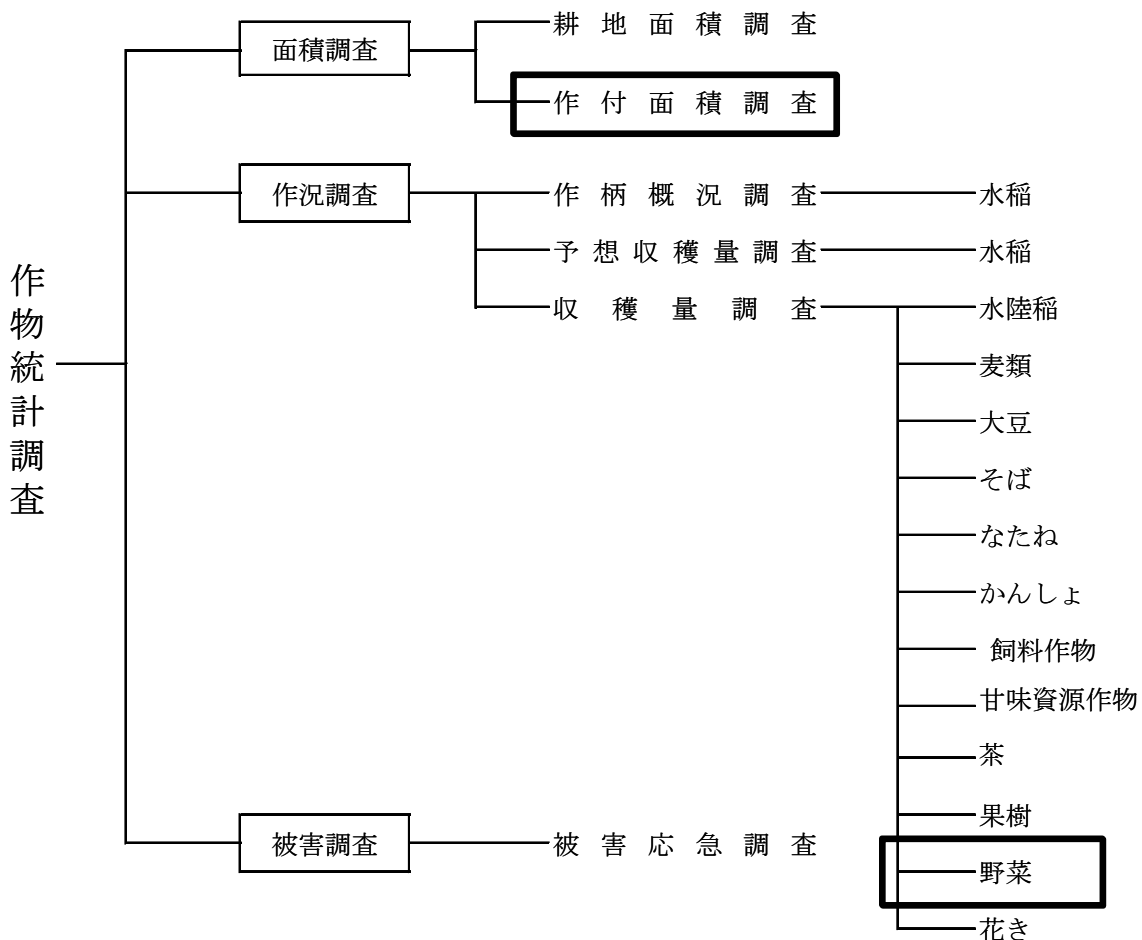 作物統計調査
面積調査
耕地面積調査
作付面積調査
作況調査
作柄概況調査
水稲
予想収穫量調査
水稲
収穫量調査
水陸稲
麦類
大豆
そば
なたね
かんしょ
飼料作物
甘味資源作物
茶
果樹
野菜
花き
被害調査
被害応急調査